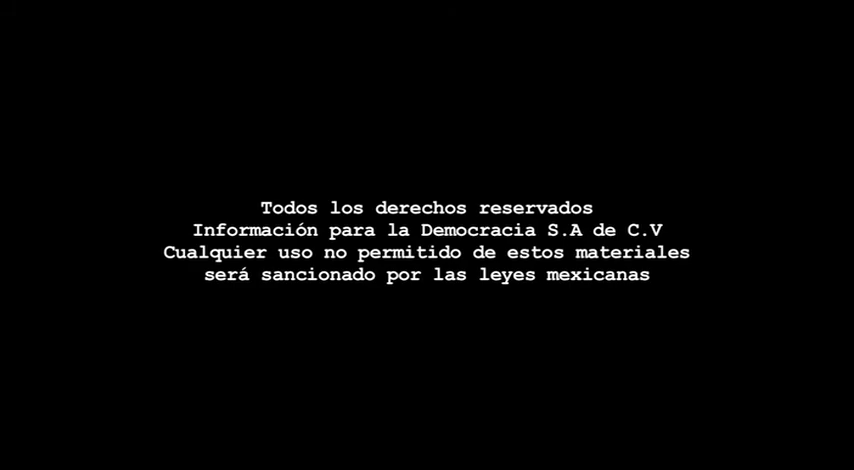 Todos los derechos reservados
Información para la Democracia S.A de C.V
Cualquier uso no permitido de estos materiales
será sancionado por las leyes mexicanas